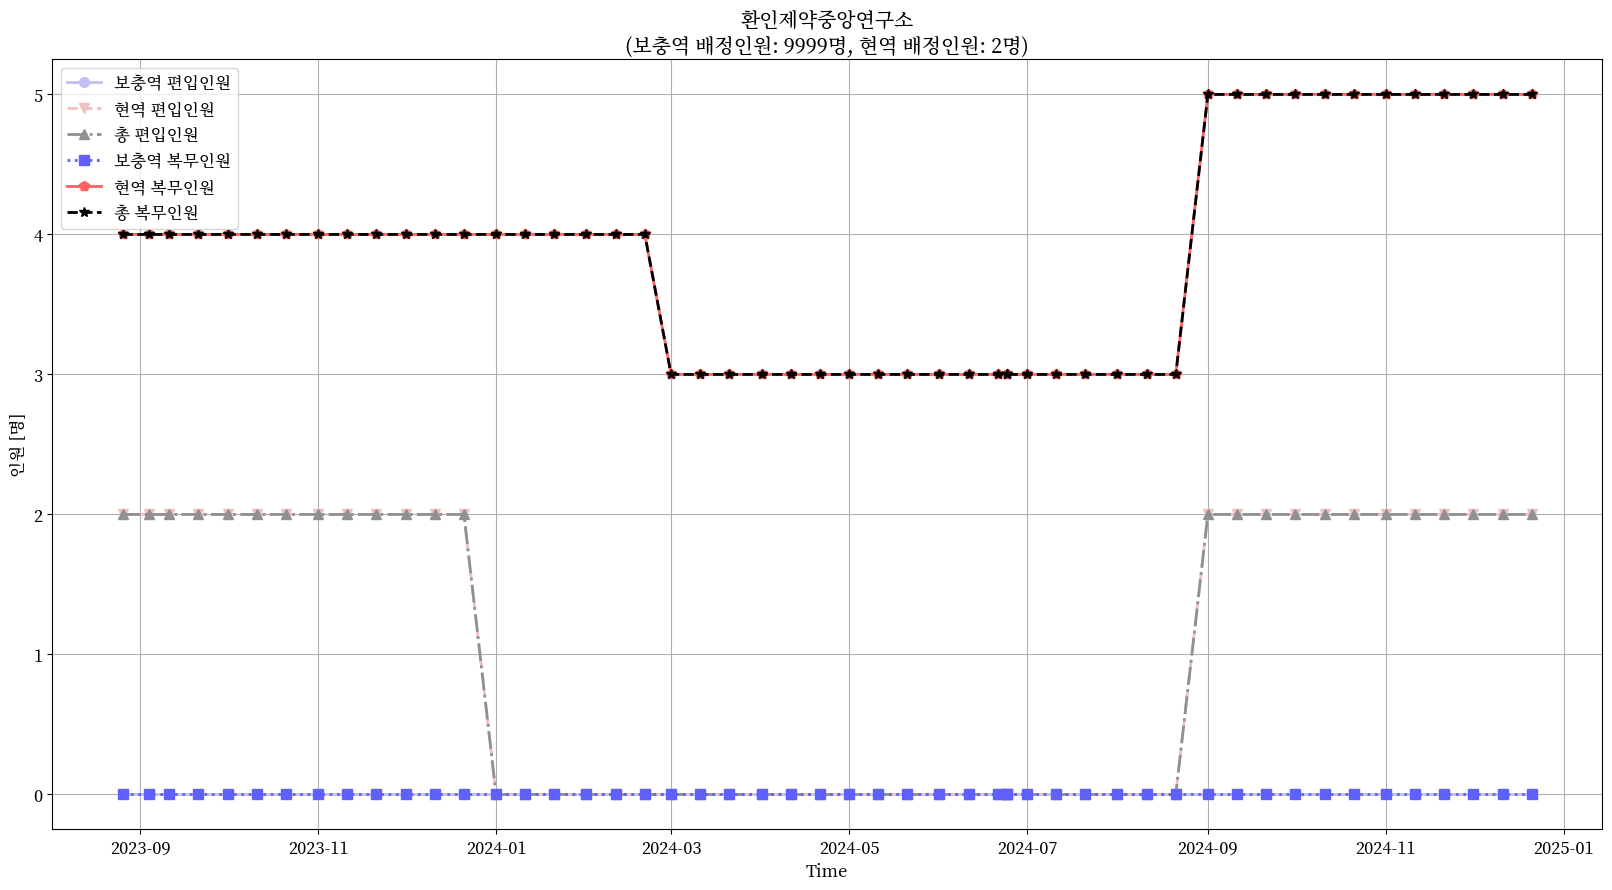 환인제약중앙연구소
(보충역 배정인원: 9999명, 현역 배정인원: 2명)
보충역 편입인원
현역 편입인원
총 편입인원
보충역 복무인원
현역 복무인원
총 복무인원
인원 [명]
5
4
3
2
1
0
2023-09
2023-11
2024-01
2024-03
2024-05
2024-07
2024-09
2024-11
2025-01
Time